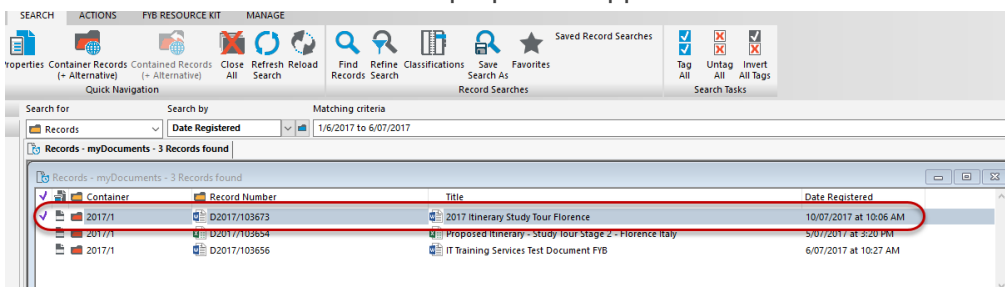 SEARCH ACTIONS FYB RESOURCE KIT MANAGE
Properties Container Records Contained Records Close Refresh Reload Find Refine Classifications Save Favorites Saved Record Searches Tag Untag Invert
(+ Alternative) (+ Alternative) All Search Records Search Search As All All All Tags
Quick Navigation Record Searches Search Tasks
Search for Search by Matching criteria
Records Date Registered 1/6/2017 to 6/07/2017
Records - myDocuments - 3 Records found
Records - myDocuments - 3 Records found
Container Record Number Title Date Registered
2017/1 D2017/103673 2017 Itinerary Study Tour Florence 10/07/2017 at 10:06 AM
2017/1 D2017/103654 Proposed Itinerary - Study Tour Stage 2 - Florence Italy 5/07/2017 at 3:20 PM
2017/1 D2017/103656 IT Training Services Test Document FYB 6/07/2017 at 10:27 AM